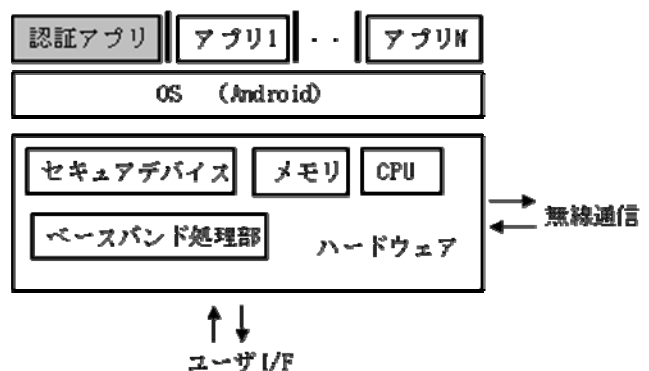 認証アプリ アプリ1 ・・ アプリN
OS (Android)
セキュアデバイス メモリ CPU
無線通信
ベースバンド処理部 ハードウェア
ユーザI/F